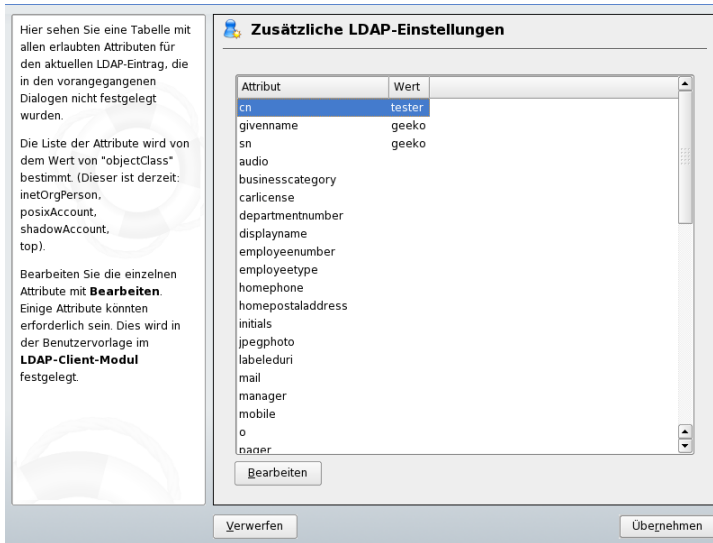 Hier sehen Sie eine Tabelle mit
allen erlaubten Attributen für
den aktuellen LDAP-Eintrag, die
in den vorangegangenen
Dialogen nicht festgelegt
wurden.
Die Liste der Attribute wird von
dem Wert von "objectClass"
bestimmt. (Dieser ist derzeit:
inetOrgPerson,
posixAccount,
shadowAccount,
top).
Bearbeiten Sie die einzelnen
Attribute mit Bearbeiten.
Einige Attribute könnten
erforderlich sein. Dies wird in
der Benutzervorlage im
LDAP-Client-Modul
festgelegt.
Zusätzliche LDAP-Einstellungen
Attribut Wert
cn tester
givenname geeko
sn geeko
audio
businesscategory
carlicense
departmentnumber
displayname
employeenumber
employeetype
homephone
homepostaladdress
initials
jpegphoto
labeleduri
mail
manager
mobile
o
pager
Bearbeiten
Verwerfen
Übernehmen